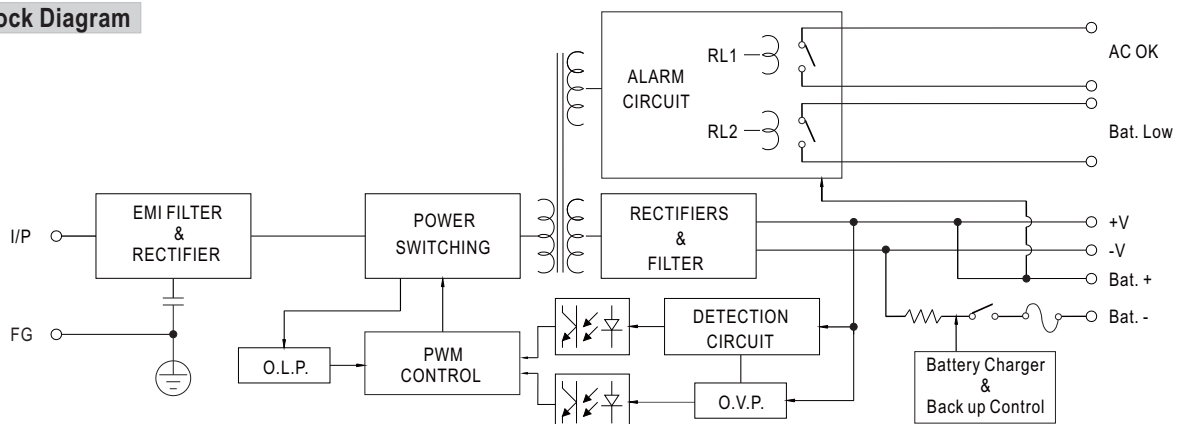 ock Diagram
ALARM
CIRCUIT
RL1
RL2
AC OK
Bat. Low
I/P
EMI FILTER
&
RECTIFIER
POWER
SWITCHING
RECTIFIERS
&
FILTER
+V
-V
Bat. +
Bat. -
FG
O.L.P.
PWM
CONTROL
DETECTION
CIRCUIT
O.V.P.
Battery Charger
&
Back up Control